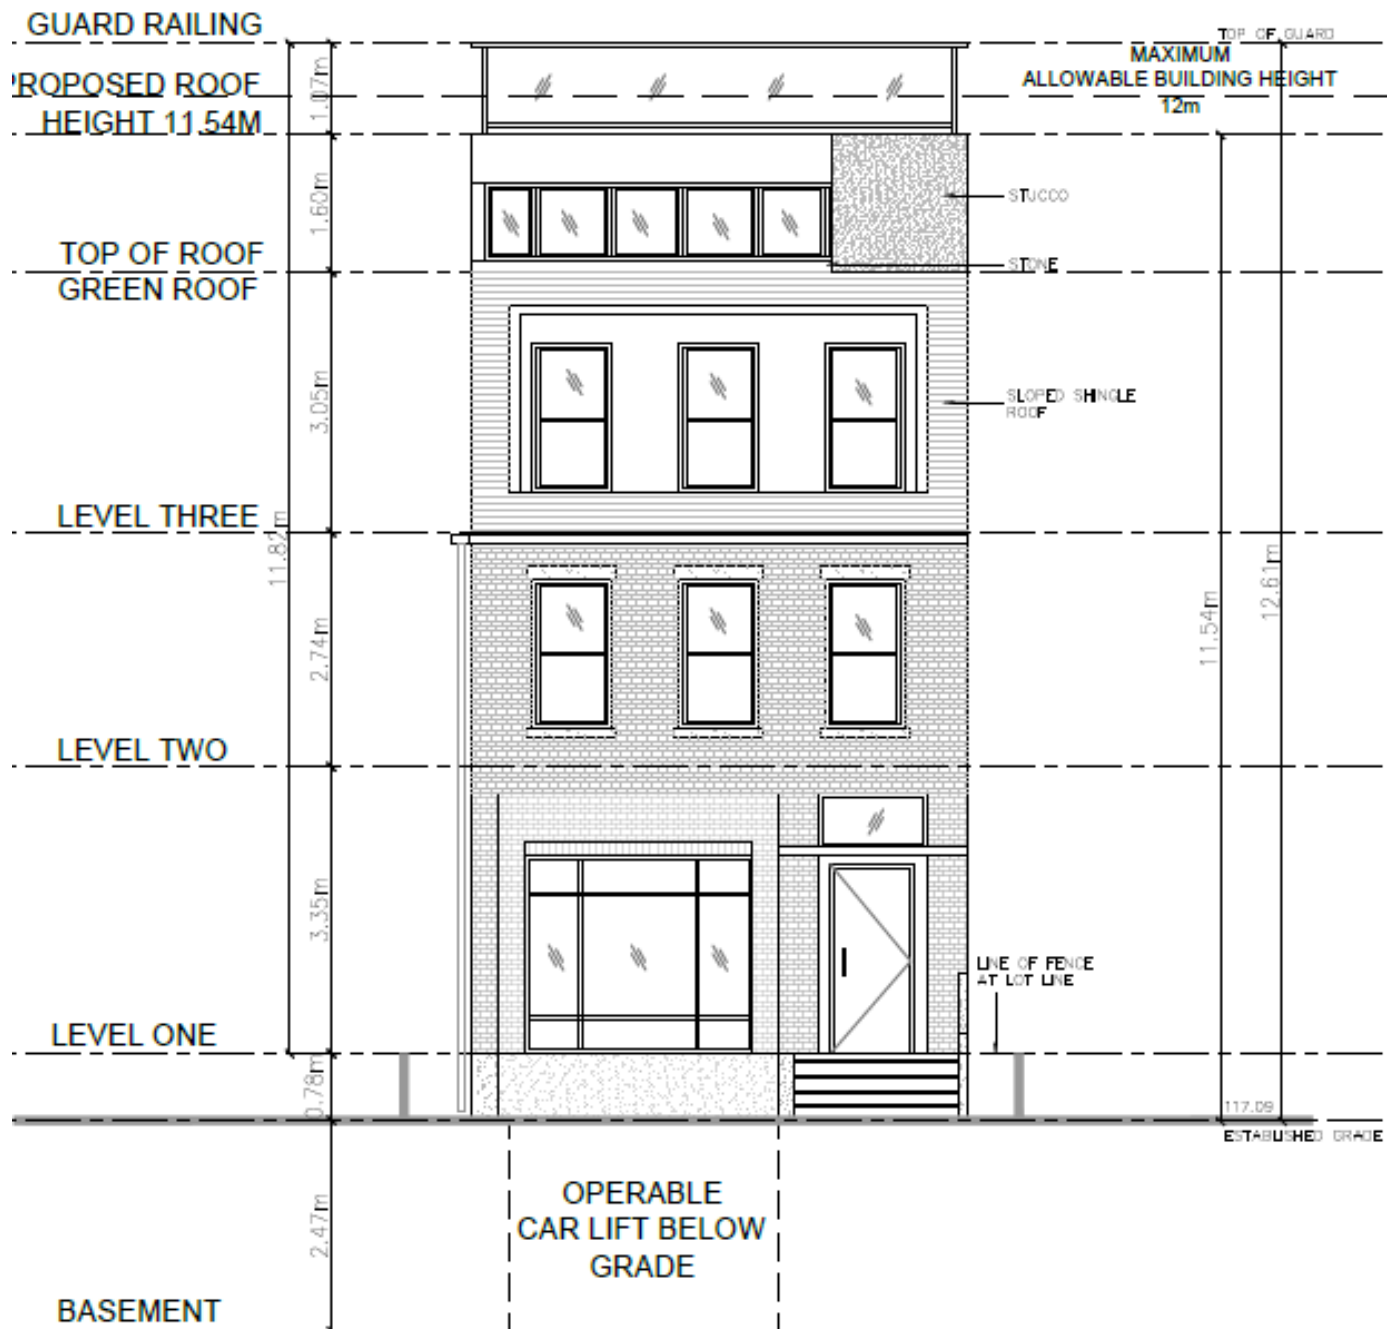 GUARD RAILING
TOP OF GUARD
MAXIMUM
ALLOWABLE BUILDING HEIGHT
12m
PROPOSED ROOF
HEIGHT 11.54M
1.07m
1.60m
STUCCO
TOP OF ROOF
GREEN ROOF
STONE
3.05m
SLOPED SHINGLE
ROOF
LEVEL THREE
11.82m
12.61m
11.54m
2.74m
LEVEL TWO
3.35m
LINE OF FENCE
AT LOT LINE
LEVEL ONE
0.78m
117.09
ESTABLISHED GRADE
OPERABLE
CAR LIFT BELOW
GRADE
2.47m
BASEMENT